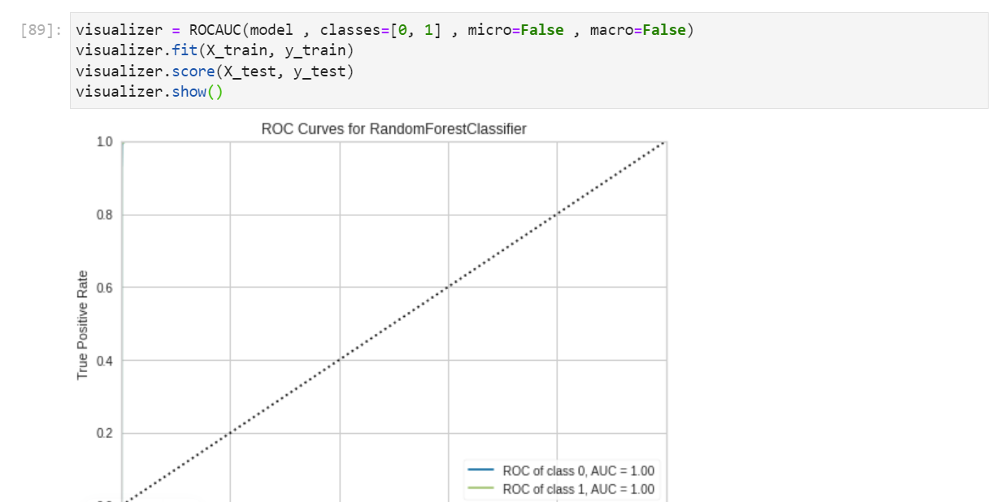 [89]: visualizer = ROCAUC(model , classes=[0, 1] , micro=False , macro=False)
visualizer.fit(X_train, y_train)
visualizer.score(X_test, y_test)
visualizer.show()
ROC Curves for RandomForestClassifier
1.0
0.8
0.6
True Positive Rate
0.4
0.2
ROC of class 0, AUC = 1.00
ROC of class 1, AUC = 1.00